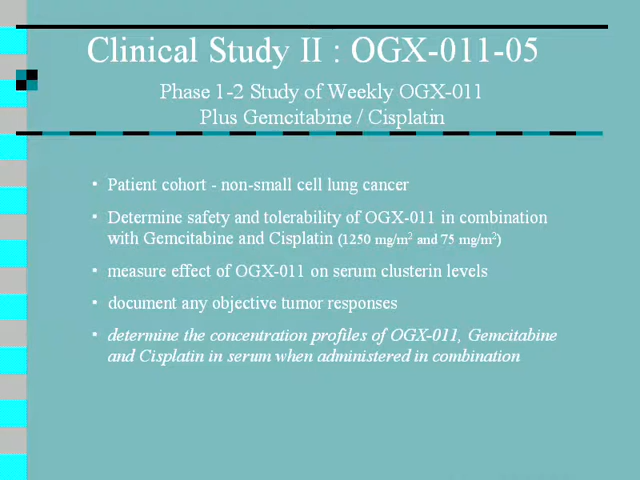 Clinical Study II : OGX-011-05
Phase 1-2 Study of Weekly OGX-011
Plus Gemcitabine / Cisplatin
• Patient cohort - non-small cell lung cancer
• Determine safety and tolerability of OGX-011 in combination
with Gemcitabine and Cisplatin (1250 mg/m² and 75 mg/m²)
• measure effect of OGX-011 on serum clusterin levels
• document any objective tumor responses
• determine the concentration profiles of OGX-011, Gemcitabine
and Cisplatin in serum when administered in combination